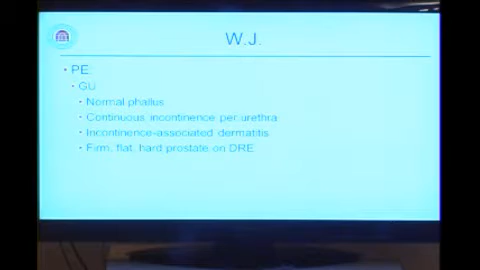 W.J.
PE:
GU
Normal phallus
Continuous incontinence per urethra
Incontinence-associated dermatitis
Firm, flat, hard prostate on DRE